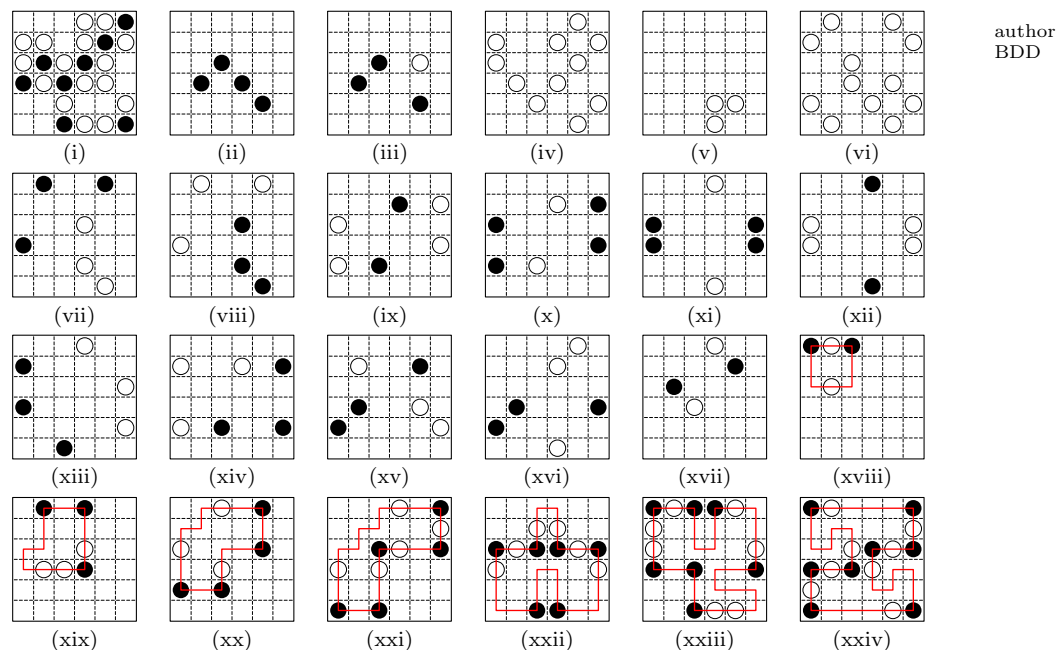 author
BDD
(i) (ii) (iii) (iv) (v) (vi)
(vii) (viii) (ix) (x) (xi) (xii)
(xiii) (xiv) (xv) (xvi) (xvii) (xviii)
(xix) (xx) (xxi) (xxii) (xxiii) (xxiv)